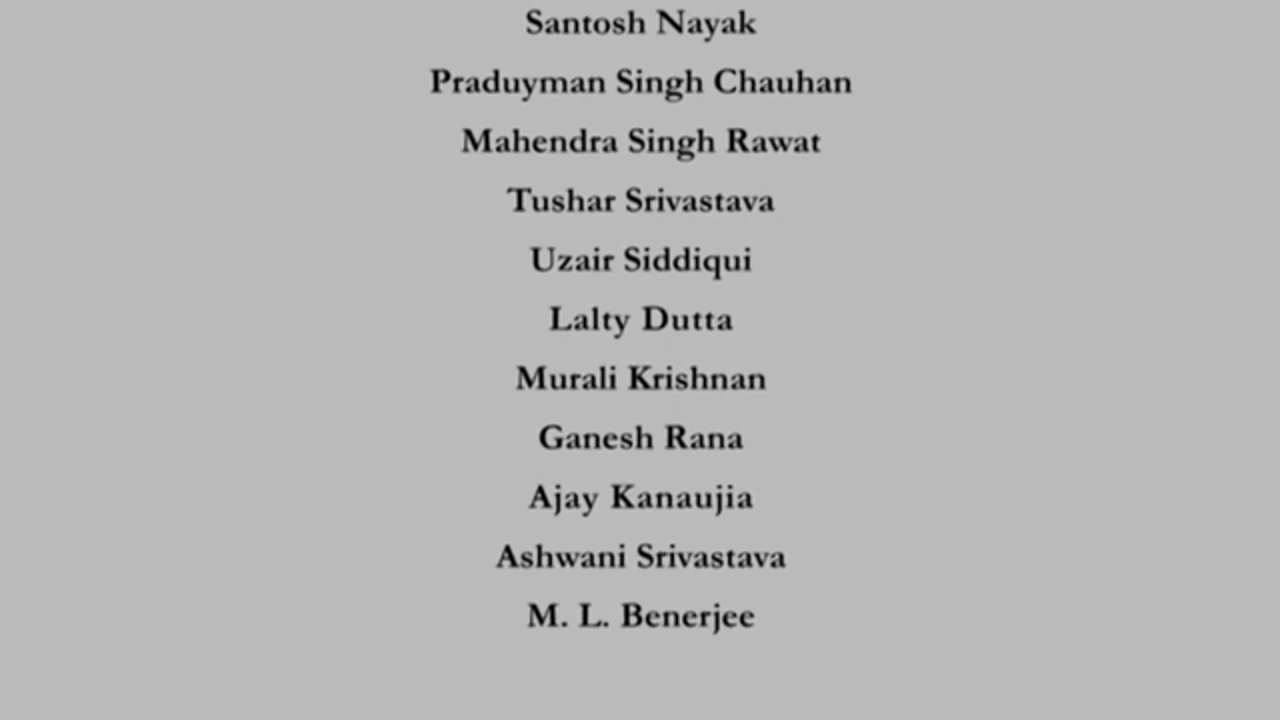 Santosh Nayak
Praduyman Singh Chauhan
Mahendra Singh Rawat
Tushar Srivastava
Uzair Siddiqui
Lalty Dutta
Murali Krishnan
Ganesh Rana
Ajay Kanaujia
Ashwani Srivastava
M. L. Benerjee